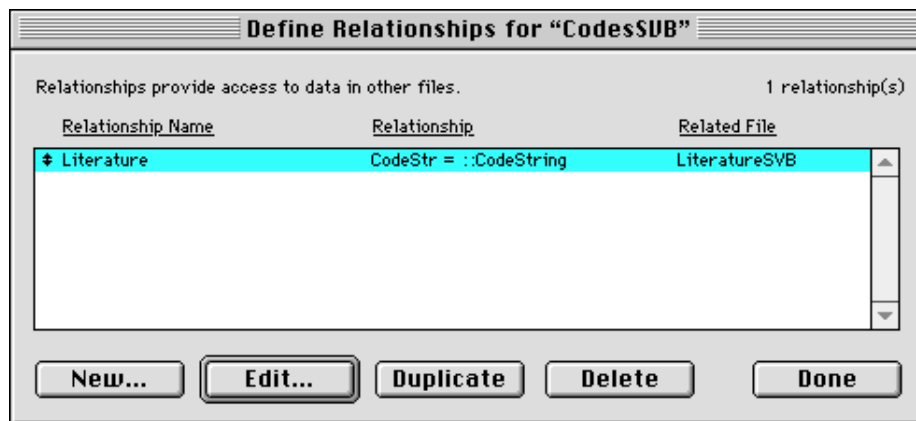 Define Relationships for “CodesSVB”
Relationships provide access to data in other files. 1 relationship(s)
Relationship Name Relationship Related File
Literature CodeStr = ::CodeString LiteratureSVB
New... Edit... Duplicate Delete Done